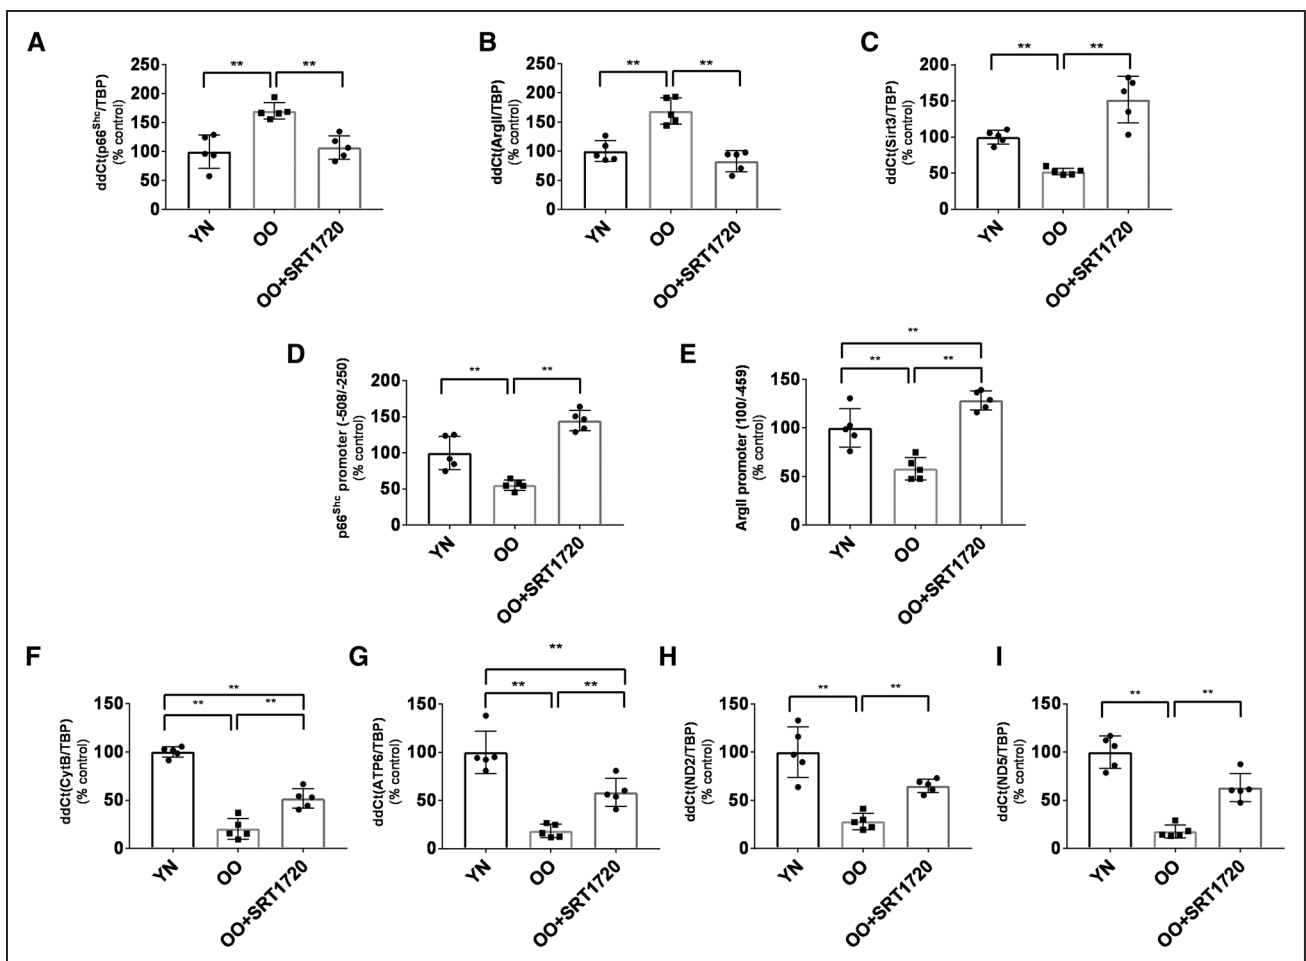 A
ddCt(p66Shc/TBP)
(% control)
250
200
150
100
50
0
**
**
YN
OO
OO+SRT1720
B
ddCt(ArgII/TBP)
(% control)
250
200
150
100
50
0
**
**
YN
OO
OO+SRT1720
C
ddCt(Sirt3/TBP)
(% control)
200
150
100
50
0
**
**
YN
OO
OO+SRT1720
D
p66Shc promoter (-508/-250)
(% control)
200
150
100
50
0
**
**
YN
OO
OO+SRT1720
E
ArgII promoter (100/-459)
(% control)
150
100
50
0
**
**
**
YN
OO
OO+SRT1720
F
ddCt(CytB/TBP)
(% control)
150
100
50
0
**
**
**
YN
OO
OO+SRT1720
G
ddCt(ATP6/TBP)
(% control)
150
100
50
0
**
**
**
YN
OO
OO+SRT1720
H
ddCt(ND2/TBP)
(% control)
150
100
50
0
**
**
YN
OO
OO+SRT1720
I
ddCt(ND5/TBP)
(% control)
150
100
50
0
**
**
YN
OO
OO+SRT1720